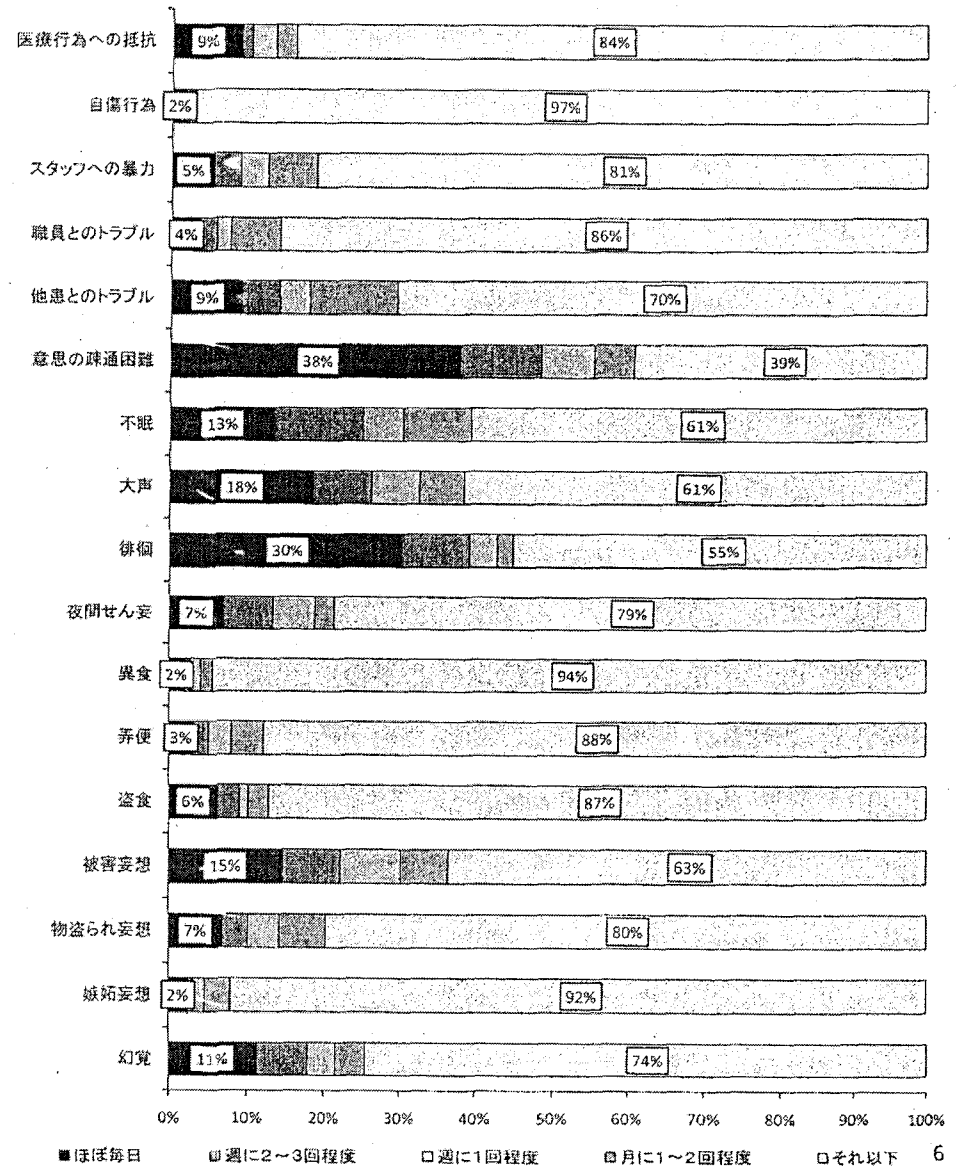 医療行為への抵抗 9% 84%
自傷行為 2% 97%
スタッフへの暴力 5% 81%
職員とのトラブル 4% 86%
他患とのトラブル 9% 70%
意思の疎通困難 38% 39%
不眠 13% 61%
大声 18% 61%
徘徊 30% 55%
夜間せん妄 7% 79%
異食 2% 94%
弄便 3% 88%
盗食 6% 87%
被害妄想 15% 63%
物盗られ妄想 7% 80%
嫉妬妄想 2% 92%
幻覚 11% 74%
0% 10% 20% 30% 40% 50% 60% 70% 80% 90% 100%
■ほぼ毎日 □週に2～3回程度 □週に1回程度 □月に1～2回程度 □それ以下 6